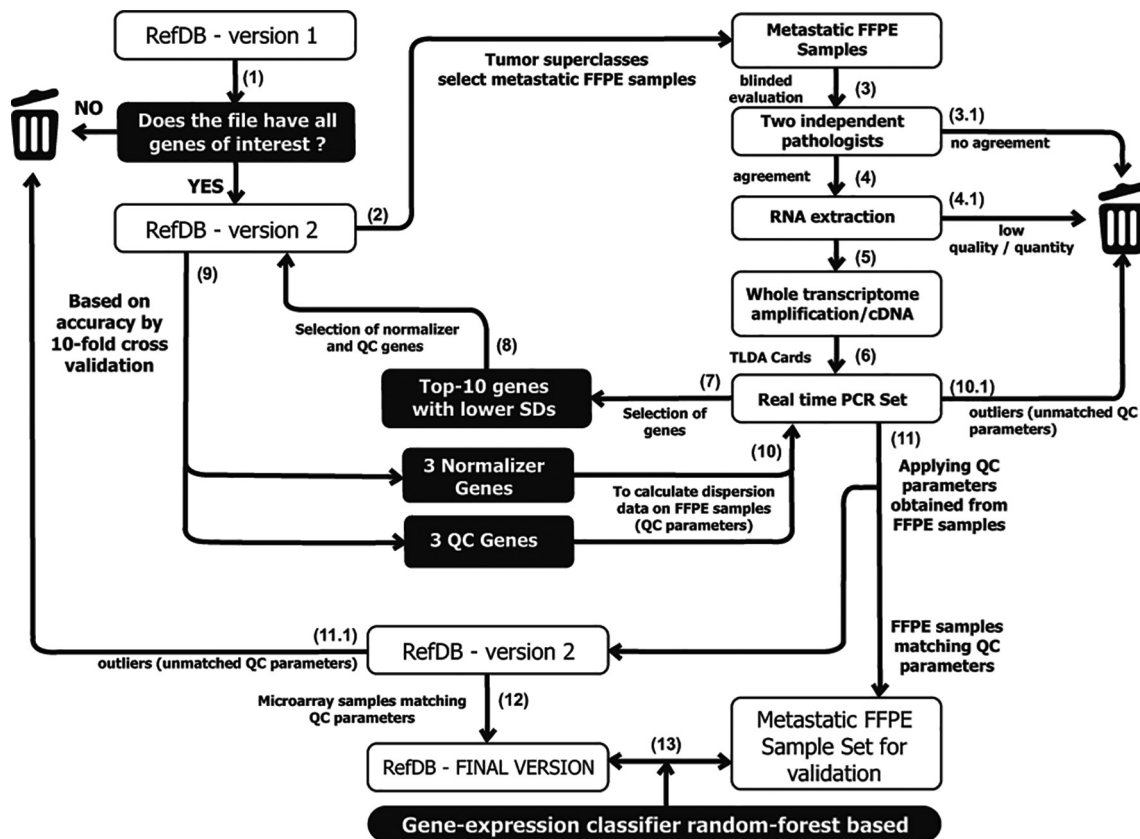 RefDB - version 1
(1)
NO
Does the file have all
genes of interest ?
YES
RefDB - version 2
(2)
Tumor superclasses
select metastatic FFPE samples
Metastatic FFPE
Samples
blinded
evaluation
(3)
Two independent
pathologists
(3.1)
no agreement
agreement
(4)
RNA extraction
(4.1)
low
quality / quantity
(5)
Whole transcriptome
amplification/cDNA
TLDA Cards
(6)
Real time PCR Set
(10.1)
outliers (unmatched QC
parameters)
(7)
Selection of
genes
Top-10 genes
with lower SDs
(8)
Selection of normalizer
and QC genes
(9)
Based on
accuracy by
10-fold cross
validation
3 Normalizer
Genes
3 QC Genes
(10)
To calculate dispersion
data on FFPE samples
(QC parameters)
(11)
Applying QC
parameters
obtained from
FFPE samples
FFPE samples
matching QC
parameters
(11.1)
outliers (unmatched QC parameters)
RefDB - version 2
Microarray samples matching
QC parameters
(12)
RefDB - FINAL VERSION
(13)
Metastatic FFPE
Sample Set for
validation
Gene-expression classifier random-forest based